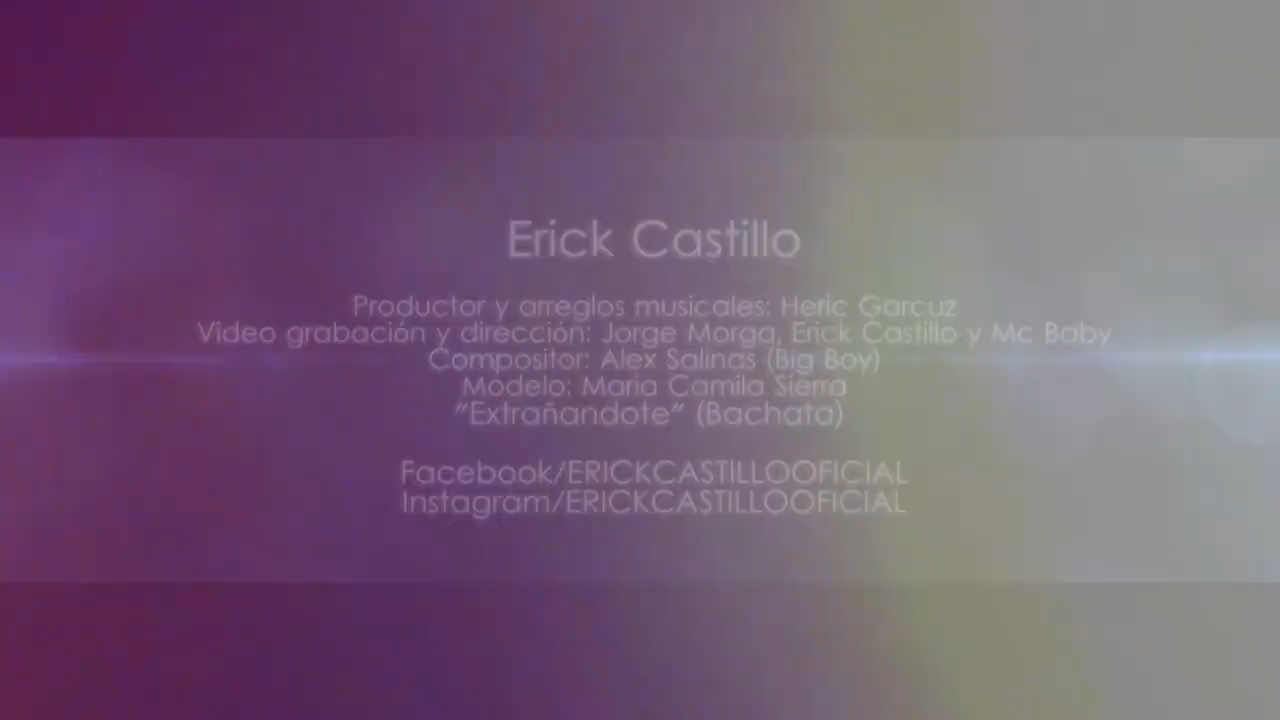 Erick Castillo
Productor y arreglos musicales: Heric Garcuz
Video grabación y dirección: Jorge Morga, Erick Castillo y Mc Baby
Compositor: Alex Salinas (Big Boy)
Modelo: Maria Camila Sierra
“Extrañandote” (Bachata)
Facebook/ERICKCASTILLOOFICIAL
Instagram/ERICKCASTILLOOFICIAL